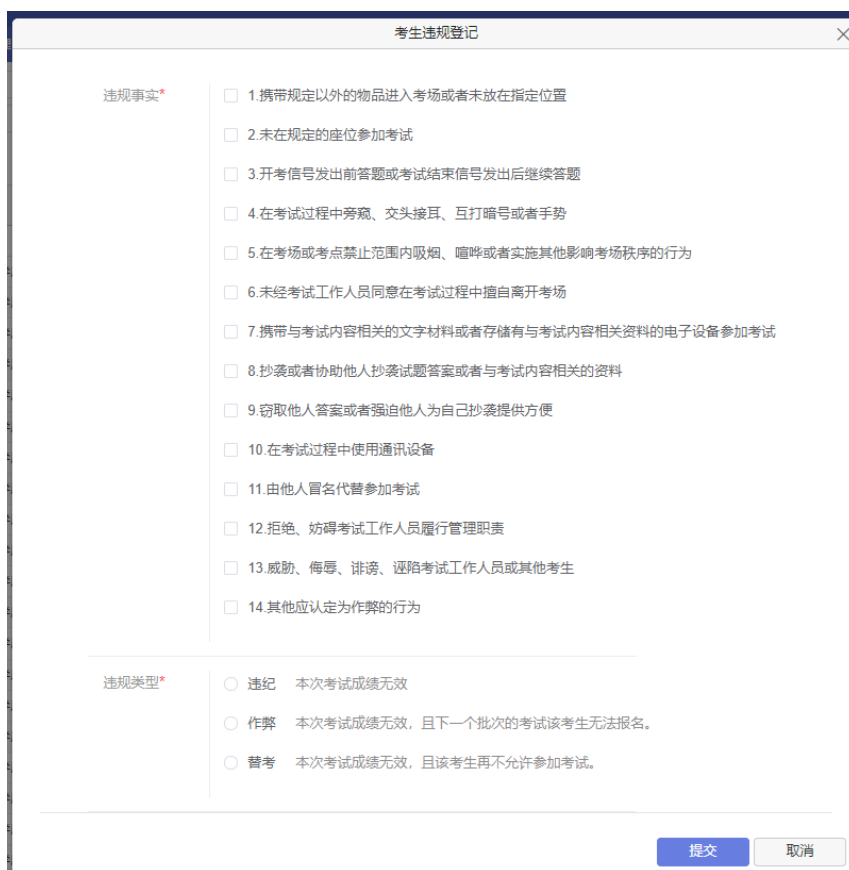 考生违规登记
违规事实*
1.携带规定以外的物品进入考场或者未放在指定位置
2.未在规定的座位参加考试
3.开考信号发出前答题或考试结束信号发出后继续答题
4.在考试过程中旁窥、交头接耳、互打暗号或者手势
5.在考场或考点禁止范围内吸烟、喧哗或者实施其他影响考场秩序的行为
6.未经考试工作人员同意在考试过程中擅自离开考场
7.携带与考试内容相关的文字材料或者存储有与考试内容相关资料的电子设备参加考试
8.抄袭或者协助他人抄袭试题答案或者与考试内容相关的资料
9.窃取他人答案或者强迫他人为自己抄袭提供方便
10.在考试过程中使用通讯设备
11.由他人冒名代替参加考试
12.拒绝、妨碍考试工作人员履行管理职责
13.威胁、侮辱、诽谤、诬陷考试工作人员或其他考生
14.其他应认定为作弊的行为
违规类型*
违纪 本次考试成绩无效
作弊 本次考试成绩无效，且下一个批次的考试该考生无法报名。
替考 本次考试成绩无效，且该考生再不允许参加考试。
提交 取消